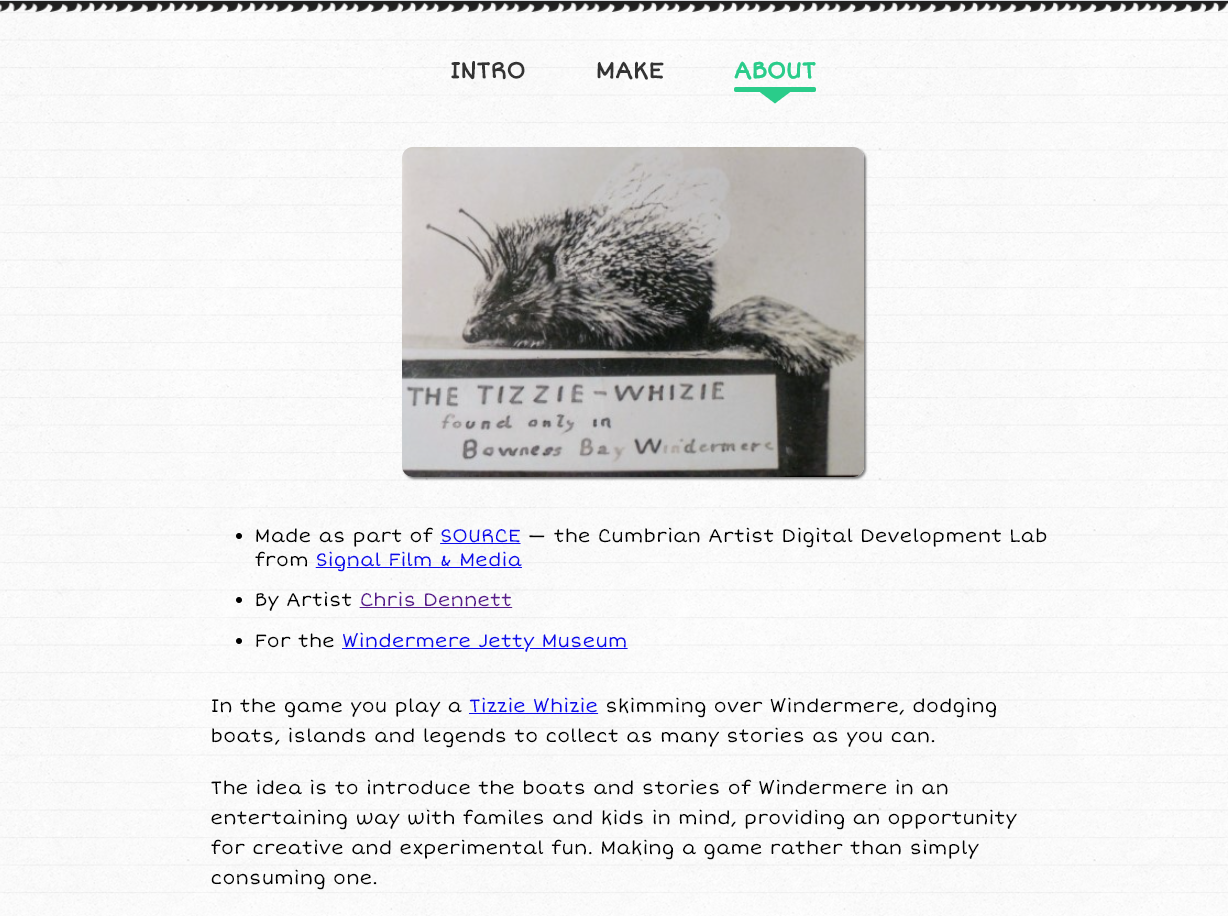 INTRO MAKE ABOUT
THE TIZZIE-WHIZIE
found only in
Bowness Bay Windermere
Made as part of SOURCE — the Cumbrian Artist Digital Development Lab
from Signal Film & Media
By Artist Chris Dennett
For the Windermere Jetty Museum
In the game you play a Tizzie Whizie skimming over Windermere, dodging
boats, islands and legends to collect as many stories as you can.
The idea is to introduce the boats and stories of Windermere in an
entertaining way with familes and kids in mind, providing an opportunity
for creative and experimental fun. Making a game rather than simply
consuming one.